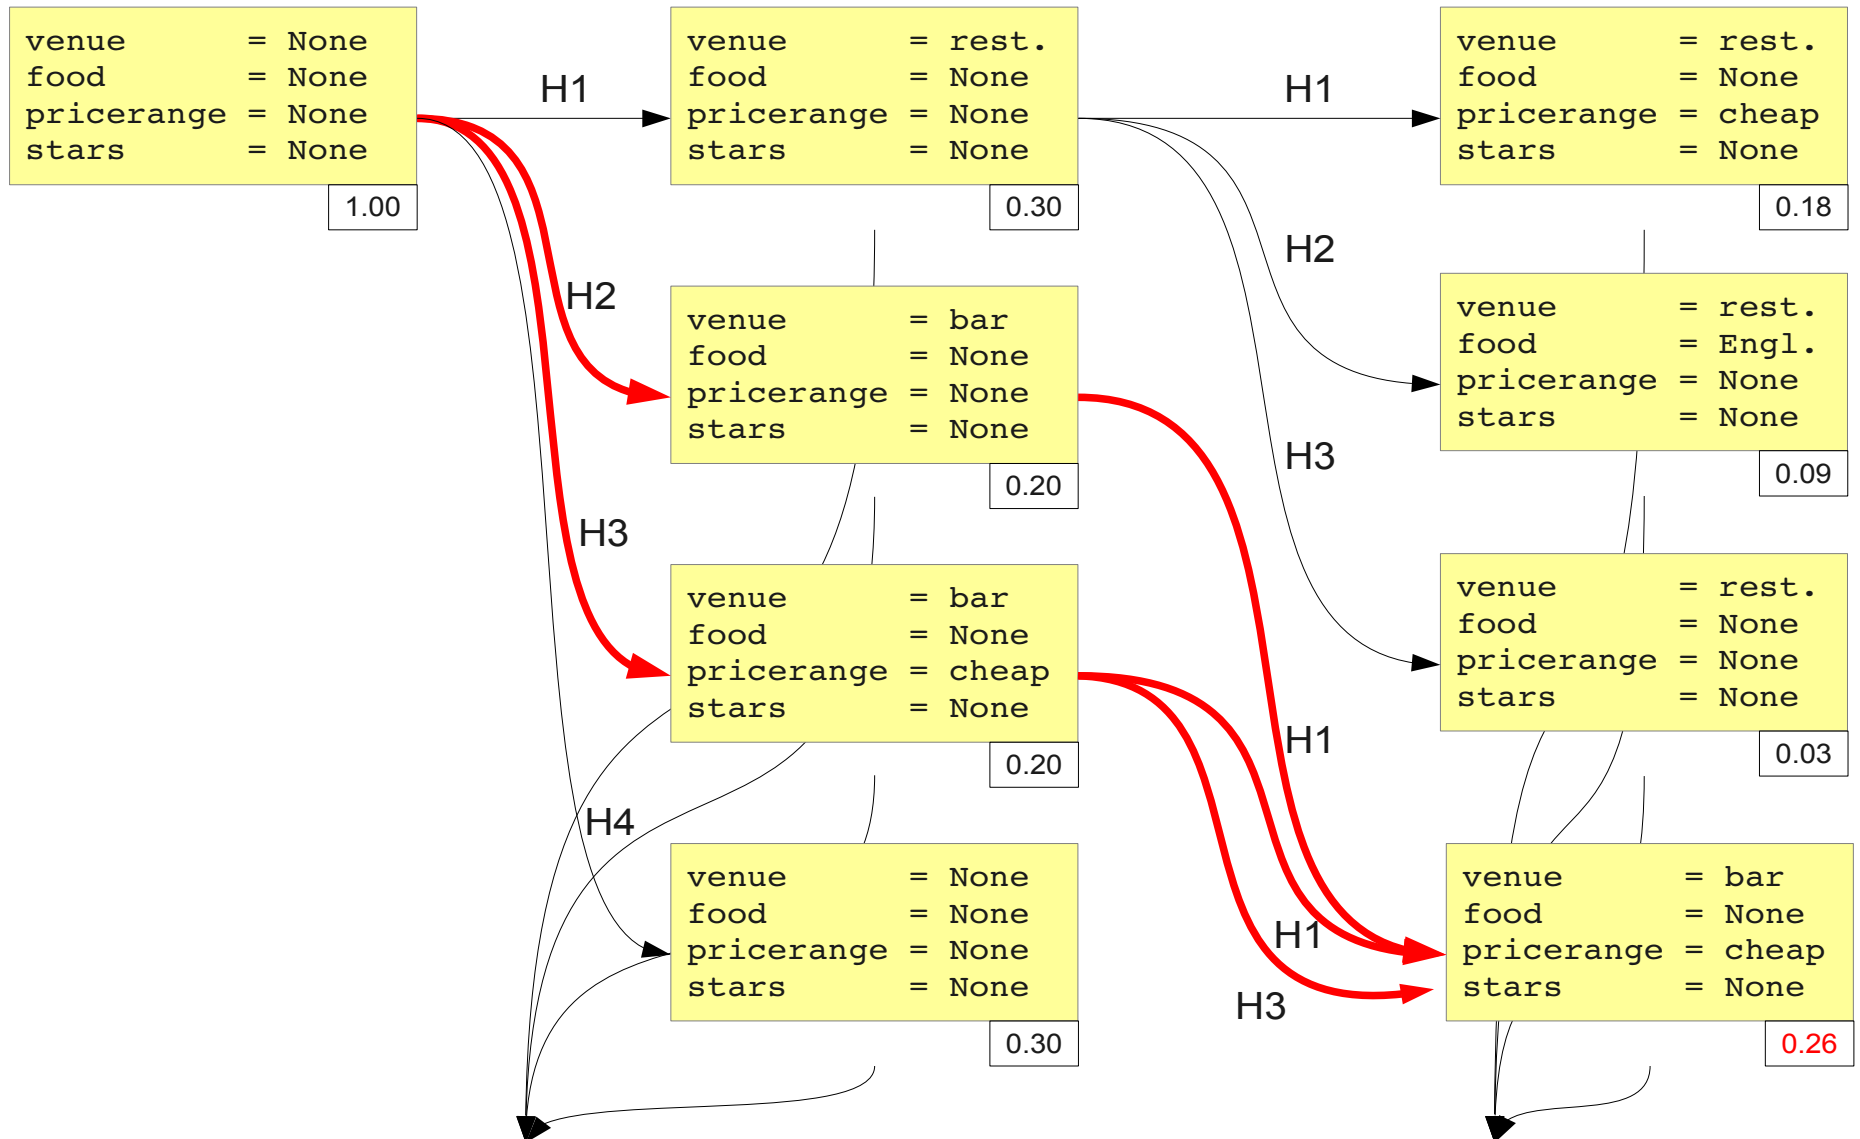 venue = None
food = None
pricerange = None
stars = None
1.00
H1
H2
H3
H4
venue = rest.
food = None
pricerange = None
stars = None
0.30
venue = bar
food = None
pricerange = None
stars = None
0.20
venue = bar
food = None
pricerange = cheap
stars = None
0.20
venue = None
food = None
pricerange = None
stars = None
0.30
H1
H2
H3
H1
H1
H3
venue = rest.
food = None
pricerange = cheap
stars = None
0.18
venue = rest.
food = Engl.
pricerange = None
stars = None
0.09
venue = rest.
food = None
pricerange = None
stars = None
0.03
venue = bar
food = None
pricerange = cheap
stars = None
0.26